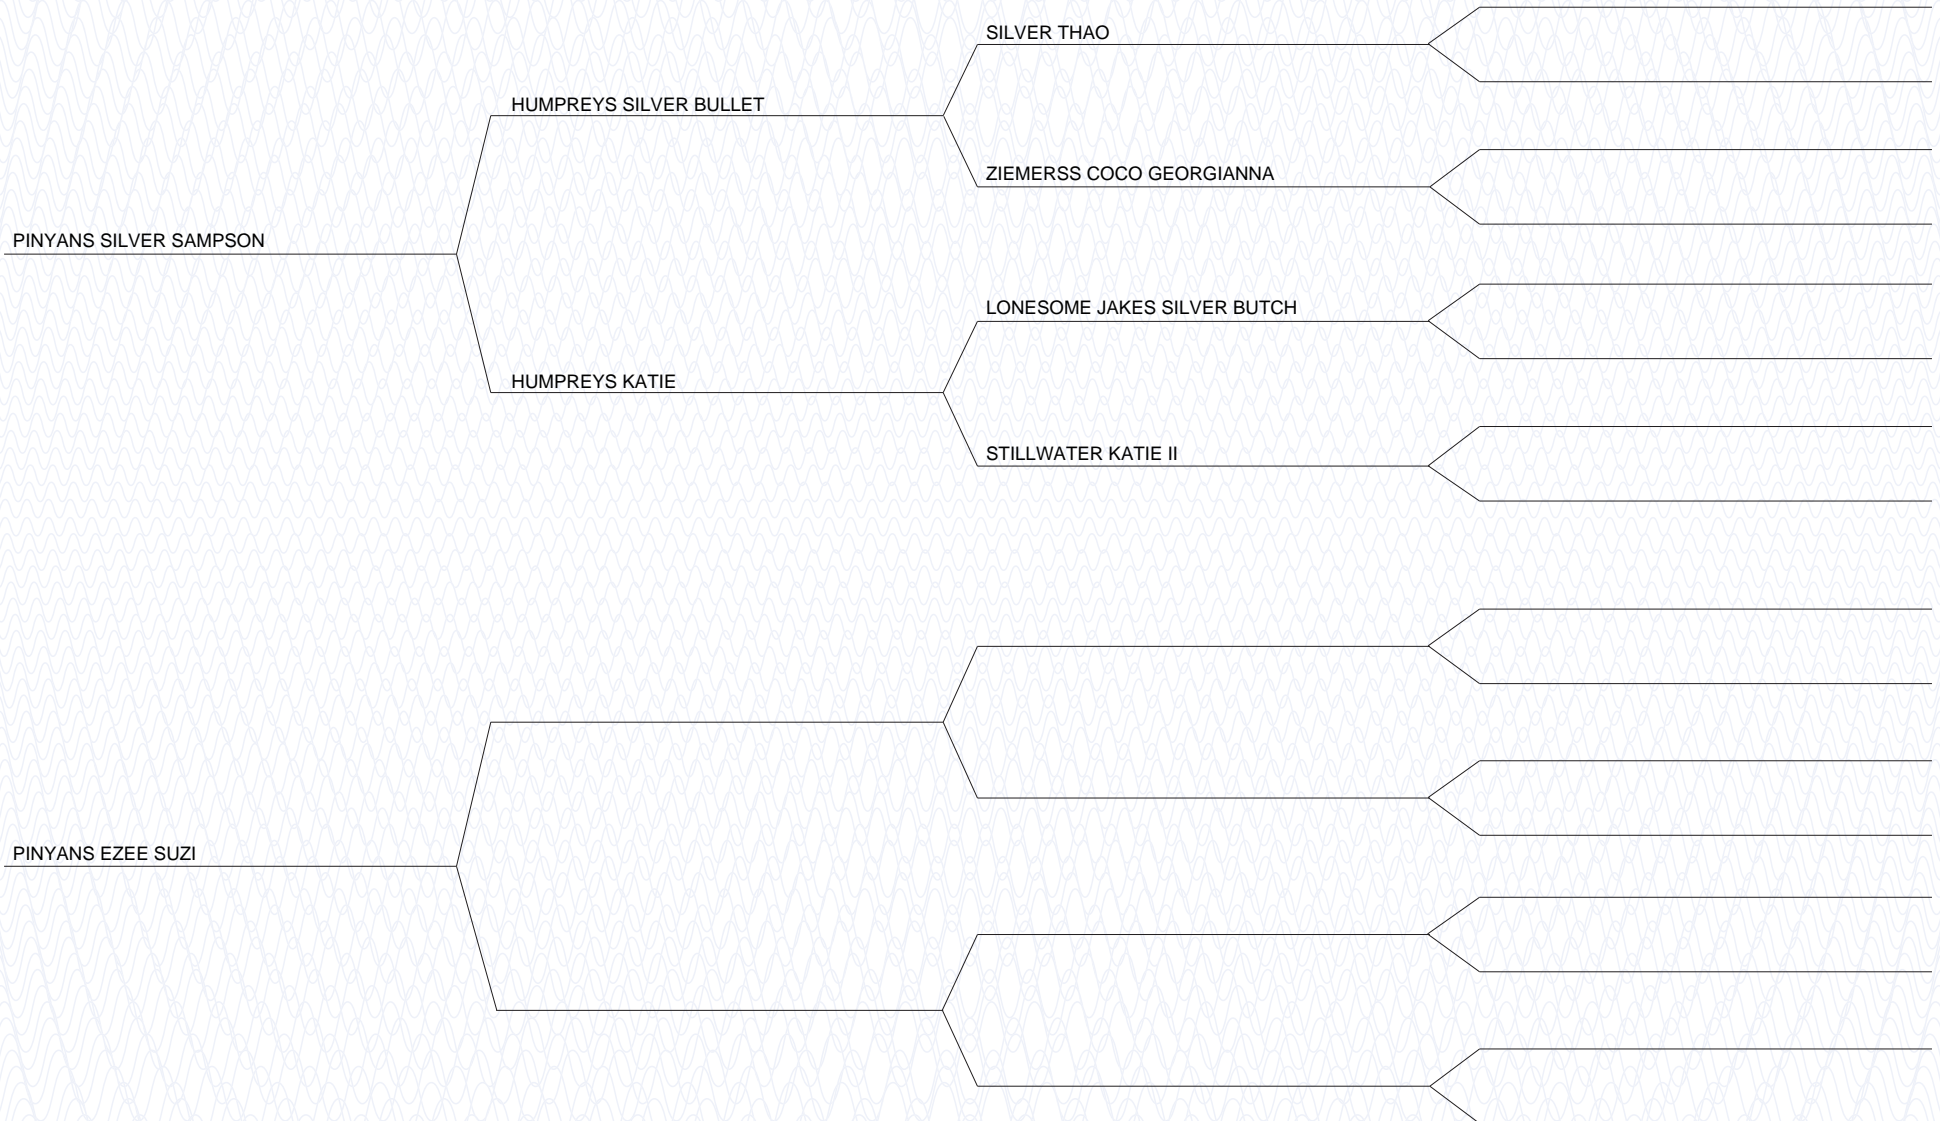 SILVER THAO
HUMPREYS SILVER BULLET
ZIEMERSS COCO GEORGIANNA
PINYANS SILVER SAMPSON
LONESOME JAKES SILVER BUTCH
HUMPREYS KATIE
STILLWATER KATIE II
PINYANS EZEE SUZI